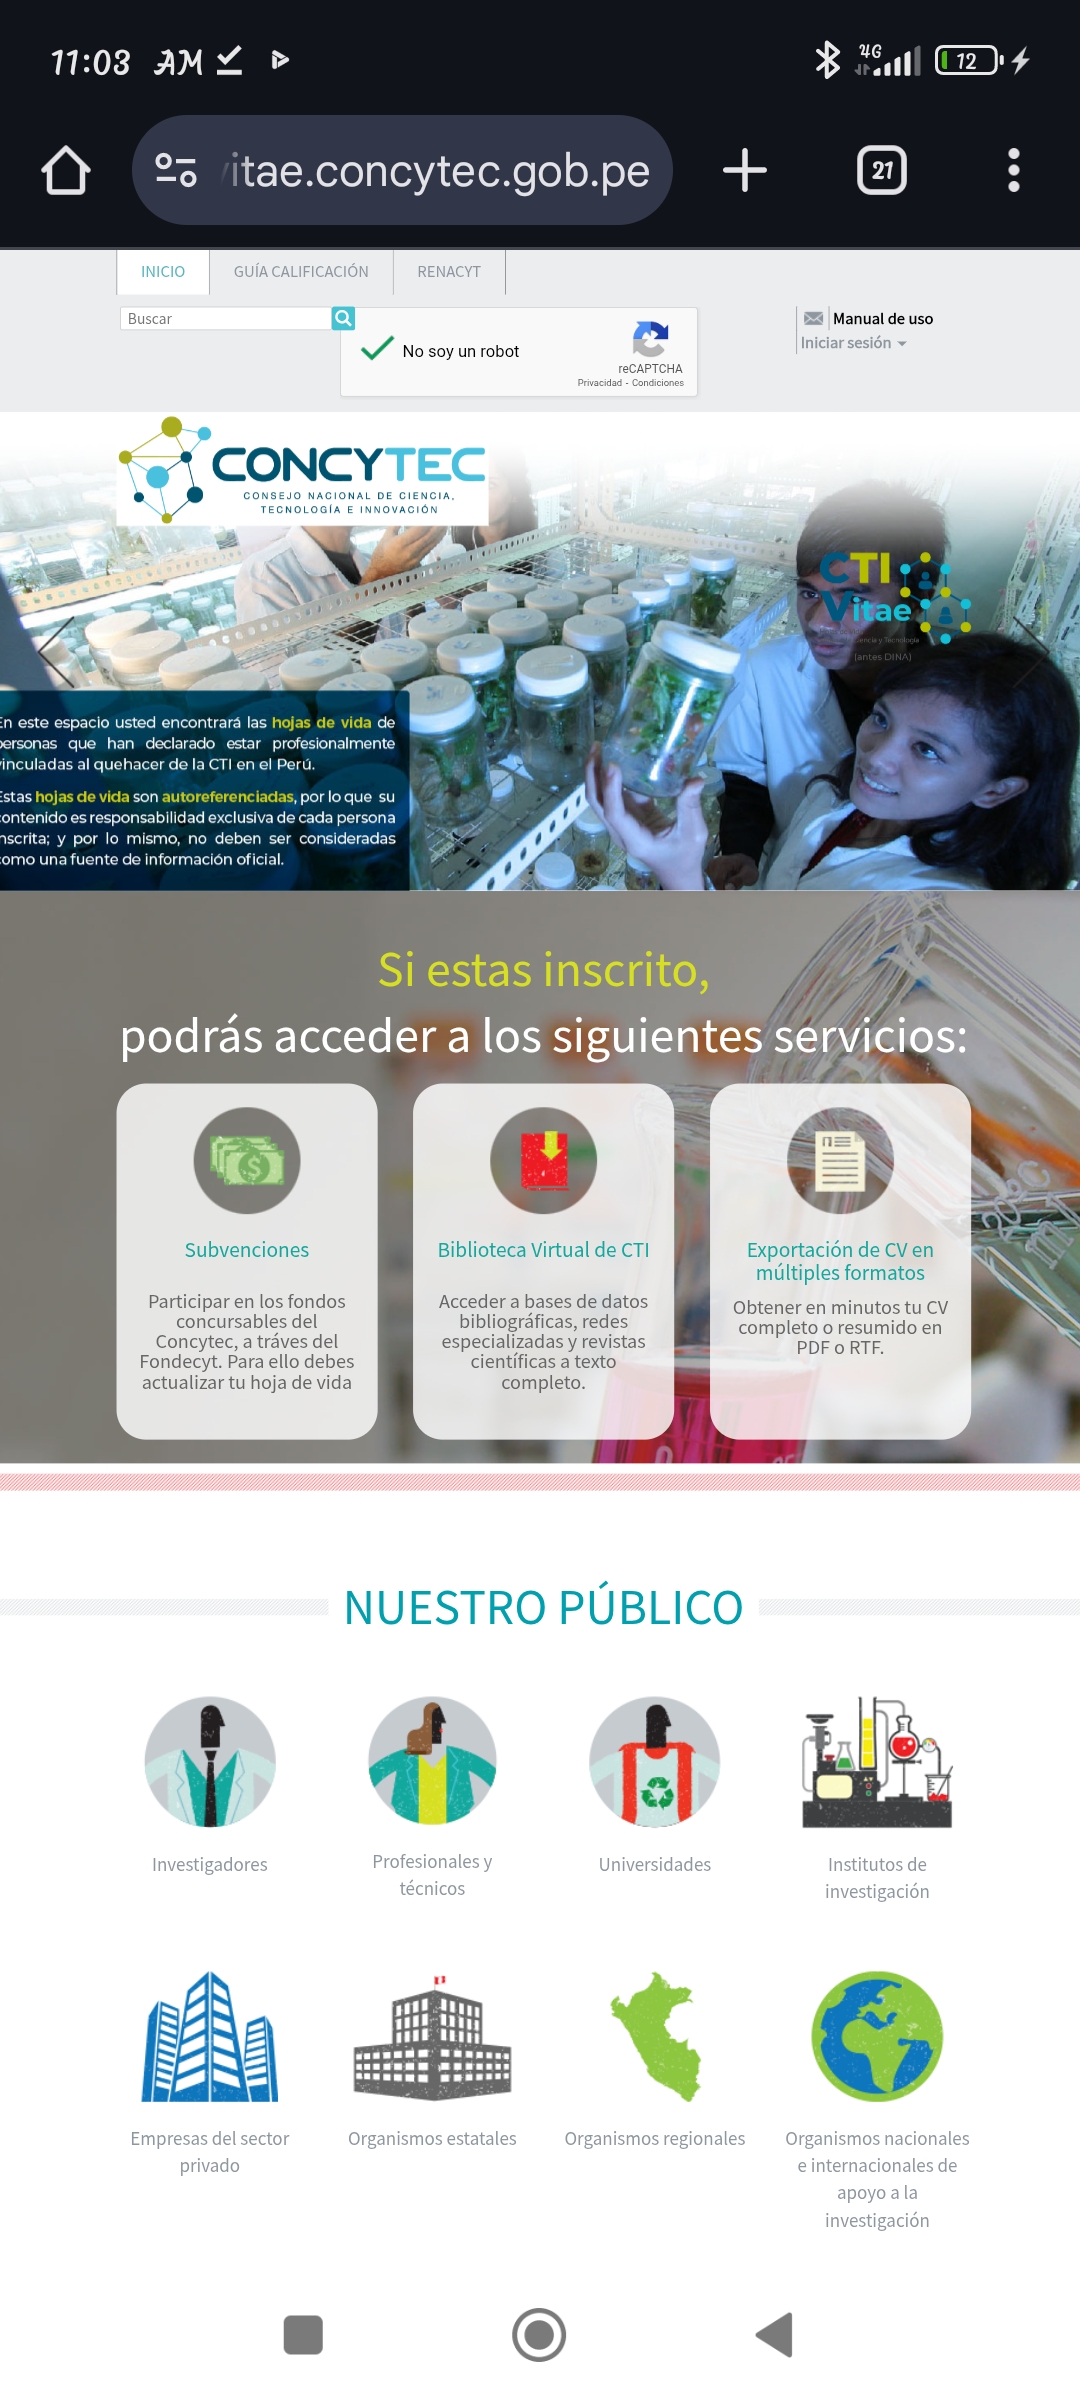 11:03 AM
4G
12
vitae.concytec.gob.pe
21
INICIO
GUÍA CALIFICACIÓN
RENACYT
Buscar
No soy un robot
reCAPTCHA
Privacidad - Condiciones
Manual de uso
Iniciar sesión
CONCYTEC
CONSEJO NACIONAL DE CIENCIA,
TECNOLOGÍA E INNOVACIÓN
CTI
Vitae
Ciencia y Tecnología
(antes DINA)
En este espacio usted encontrará las hojas de vida de
personas que han declarado estar profesionalmente
vinculadas al quehacer de la CTI en el Perú.
Estas hojas de vida son autoreferenciadas, por lo que su
contenido es responsabilidad exclusiva de cada persona
inscrita; y por lo mismo, no deben ser consideradas
como una fuente de información oficial.
Si estas inscrito,
podrás acceder a los siguientes servicios:
Subvenciones
Participar en los fondos
concursables del
Concytec, a tráves del
Fondecyt. Para ello debes
actualizar tu hoja de vida
Biblioteca Virtual de CTI
Acceder a bases de datos
bibliográficas, redes
especializadas y revistas
científicas a texto
completo.
Exportación de CV en
múltiples formatos
Obtener en minutos tu CV
completo o resumido en
PDF o RTF.
NUESTRO PÚBLICO
Investigadores
Profesionales y
técnicos
Universidades
Institutos de
investigación
Empresas del sector
privado
Organismos estatales
Organismos regionales
Organismos nacionales
e internacionales de
apoyo a la
investigación